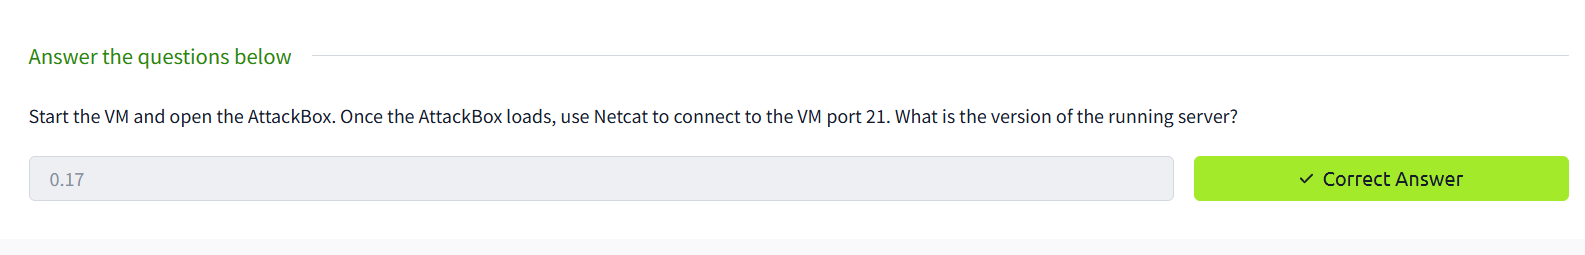 Answer the questions below
Start the VM and open the AttackBox. Once the AttackBox loads, use Netcat to connect to the VM port 21. What is the version of the running server?
0.17
Correct Answer